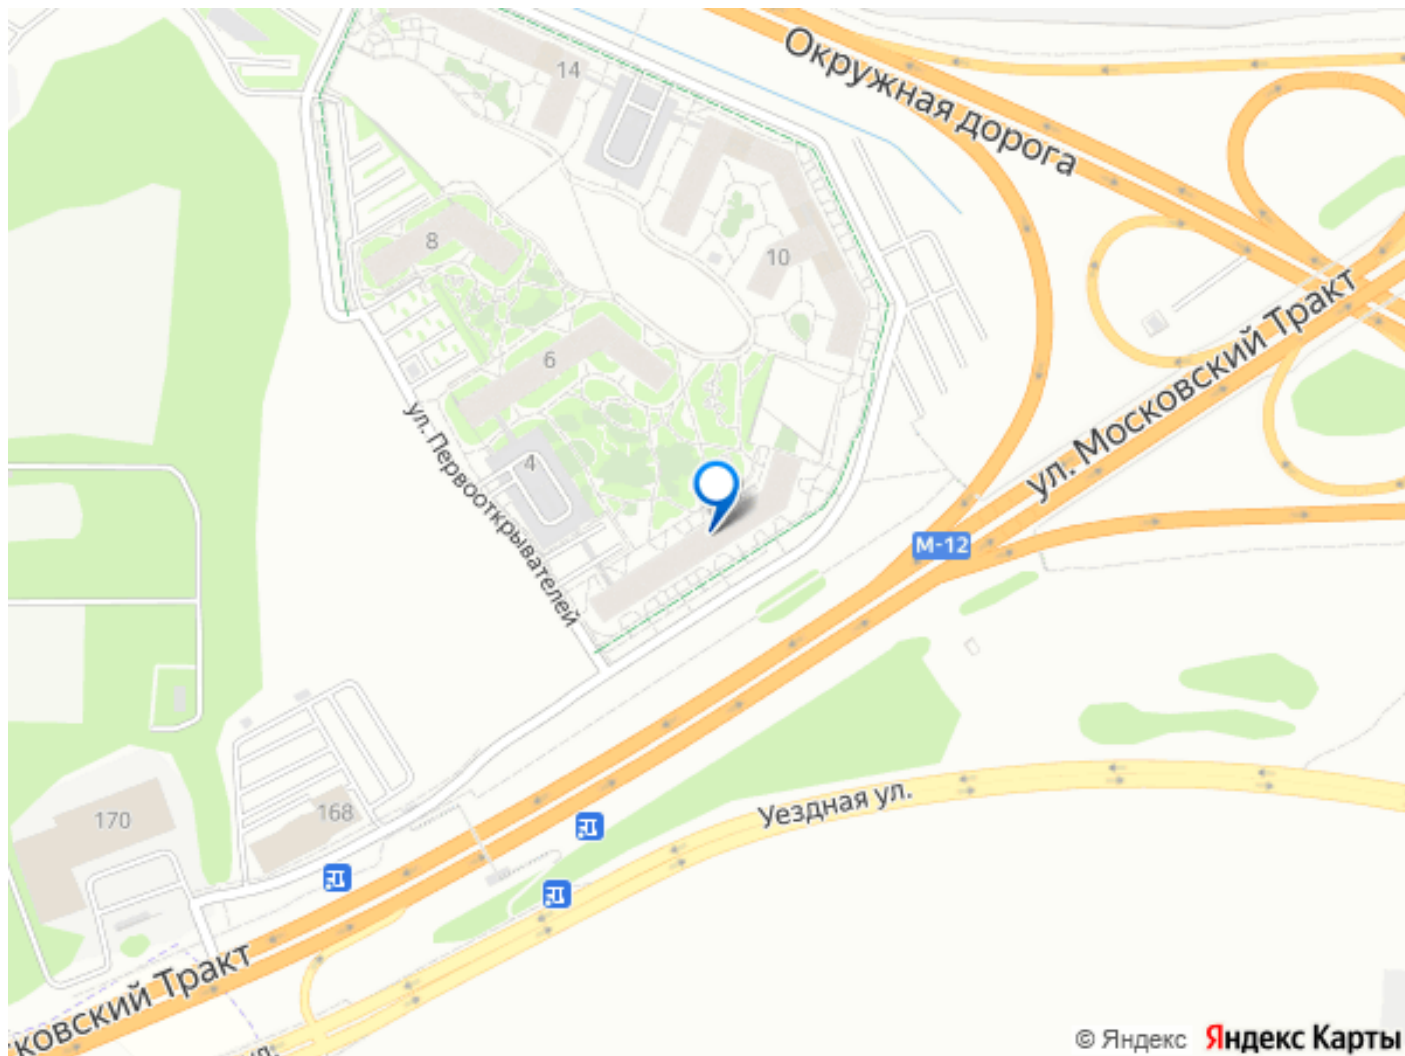 14
Окружная дорога
8
10
6
ул. Московский Тракт
ул. Первооткрывателей
4
М-12
Уездная ул.
170
168
ковский Тракт
ул.
© Яндекс Яндекс Карты